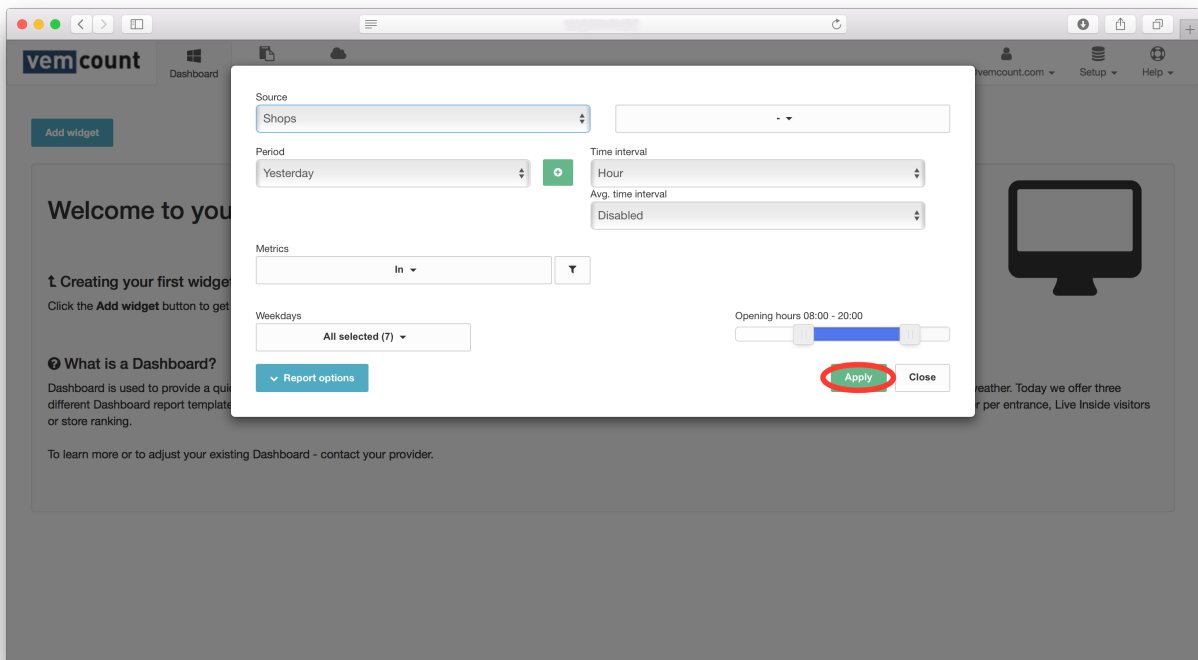 vemcount
Dashboard
vemcount.com
Setup
Help
Add widget
Source
Shops
-
Period
Yesterday
Time interval
Hour
Avg. time interval
Disabled
Metrics
In
Weekdays
All selected (7)
Opening hours 08:00 - 20:00
Report options
Apply
Close
Welcome to you
Creating your first widge
Click the Add widget button to get
What is a Dashboard?
Dashboard is used to provide a qui eather. Today we offer three
different Dashboard report template r per entrance, Live Inside visitors
or store ranking.
To learn more or to adjust your existing Dashboard - contact your provider.